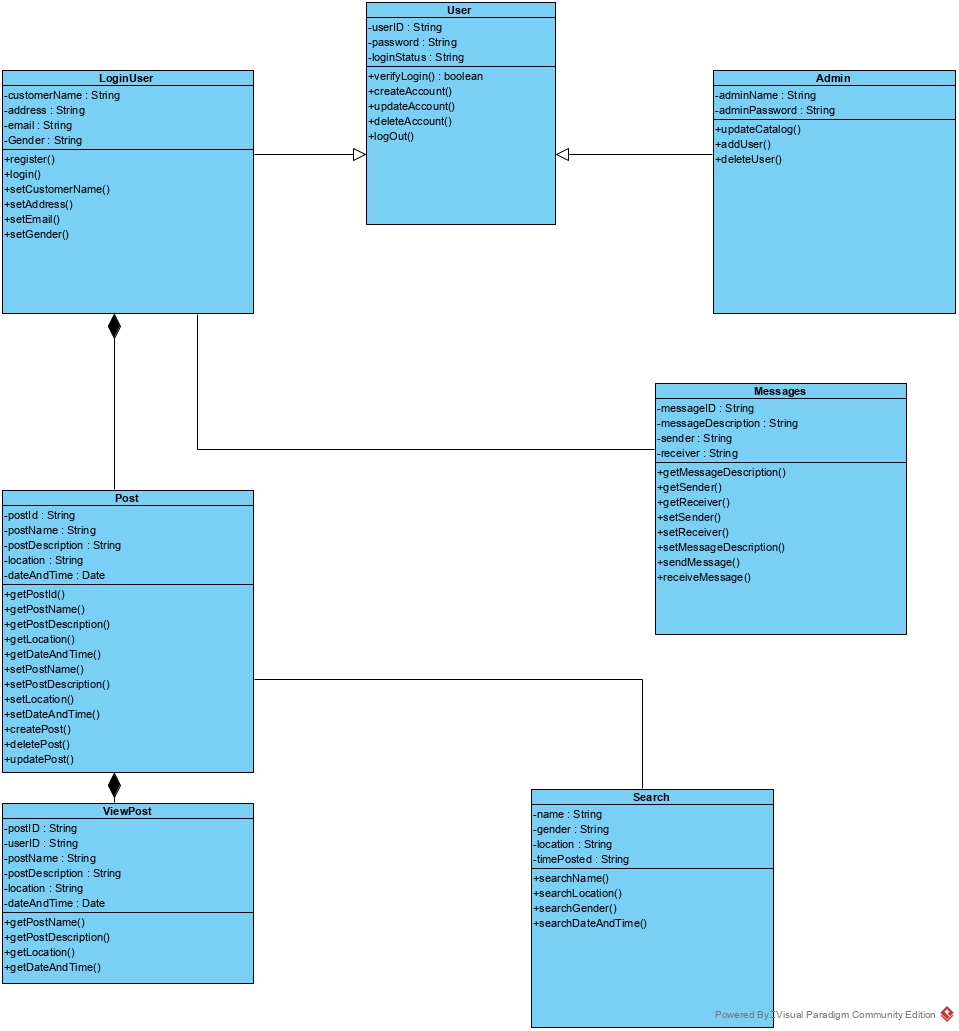 User
-userID : String
-password : String
-loginStatus : String
+verifyLogin() : boolean
+createAccount()
+updateAccount()
+deleteAccount()
+logOut()
LoginUser
-customerName : String
-address : String
-email : String
-Gender : String
+register()
+login()
+setCustomerName()
+setAddress()
+setEmail()
+setGender()
Admin
-adminName : String
-adminPassword : String
+updateCatalog()
+addUser()
+deleteUser()
Messages
-messageID : String
-messageDescription : String
-sender : String
-receiver : String
+getMessageDescription()
+getSender()
+getReceiver()
+setSender()
+setReceiver()
+setMessageDescription()
+sendMessage()
+receiveMessage()
Post
-postId : String
-postName : String
-postDescription : String
-location : String
-dateAndTime : Date
+getPostId()
+getPostName()
+getPostDescription()
+getLocation()
+getDateAndTime()
+setPostName()
+setPostDescription()
+setLocation()
+setDateAndTime()
+createPost()
+deletePost()
+updatePost()
ViewPost
-postID : String
-userID : String
-postName : String
-postDescription : String
-location : String
-dateAndTime : Date
+getPostName()
+getPostDescription()
+getLocation()
+getDateAndTime()
Search
-name : String
-gender : String
-location : String
-timePosted : String
+searchName()
+searchLocation()
+searchGender()
+searchDateAndTime()
Powered By Visual Paradigm Community Edition